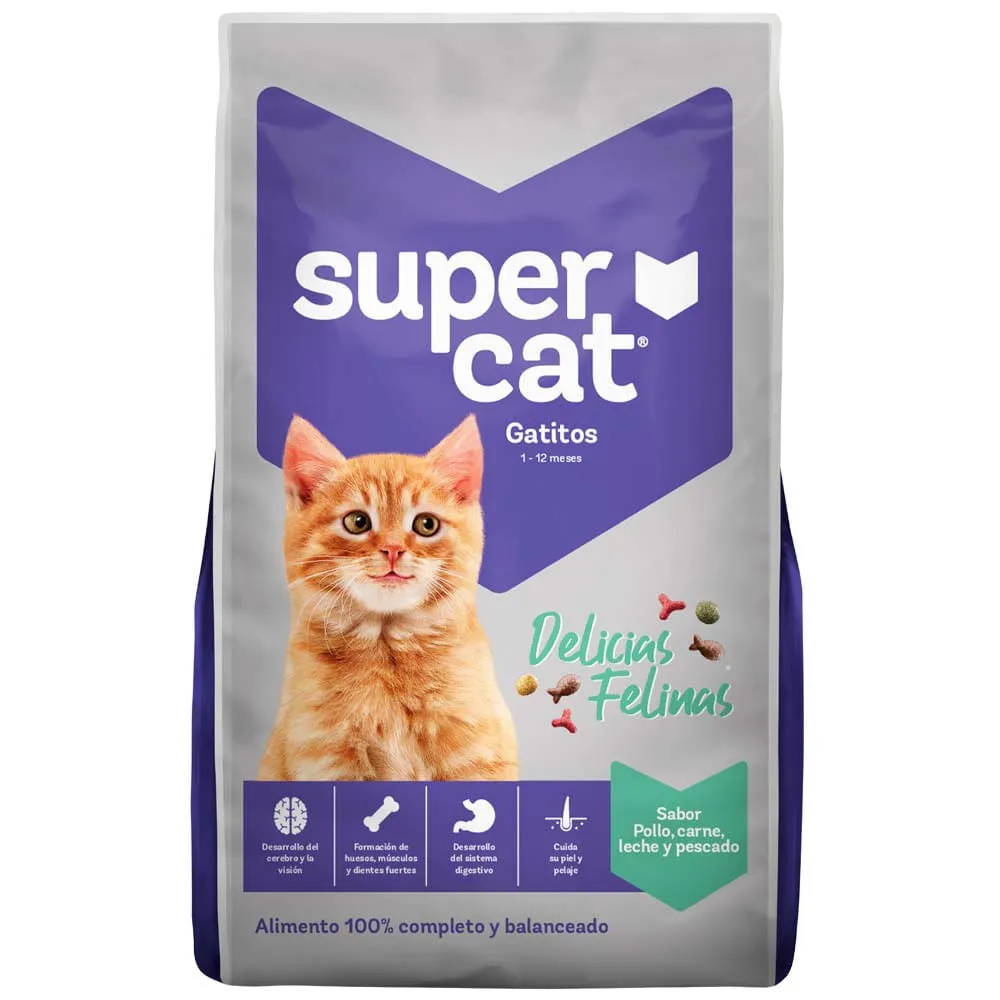 super
cat®
Gatitos
1 - 12 meses
Delicias
Felinas
Desarrollo del
cerebro y la
visión
Formación de
huesos, músculos
y dientes fuertes
Desarrollo
del sistema
digestivo
Cuida
su piel y
pelaje
Sabor
Pollo, carne,
leche y pescado
Alimento 100% completo y balanceado